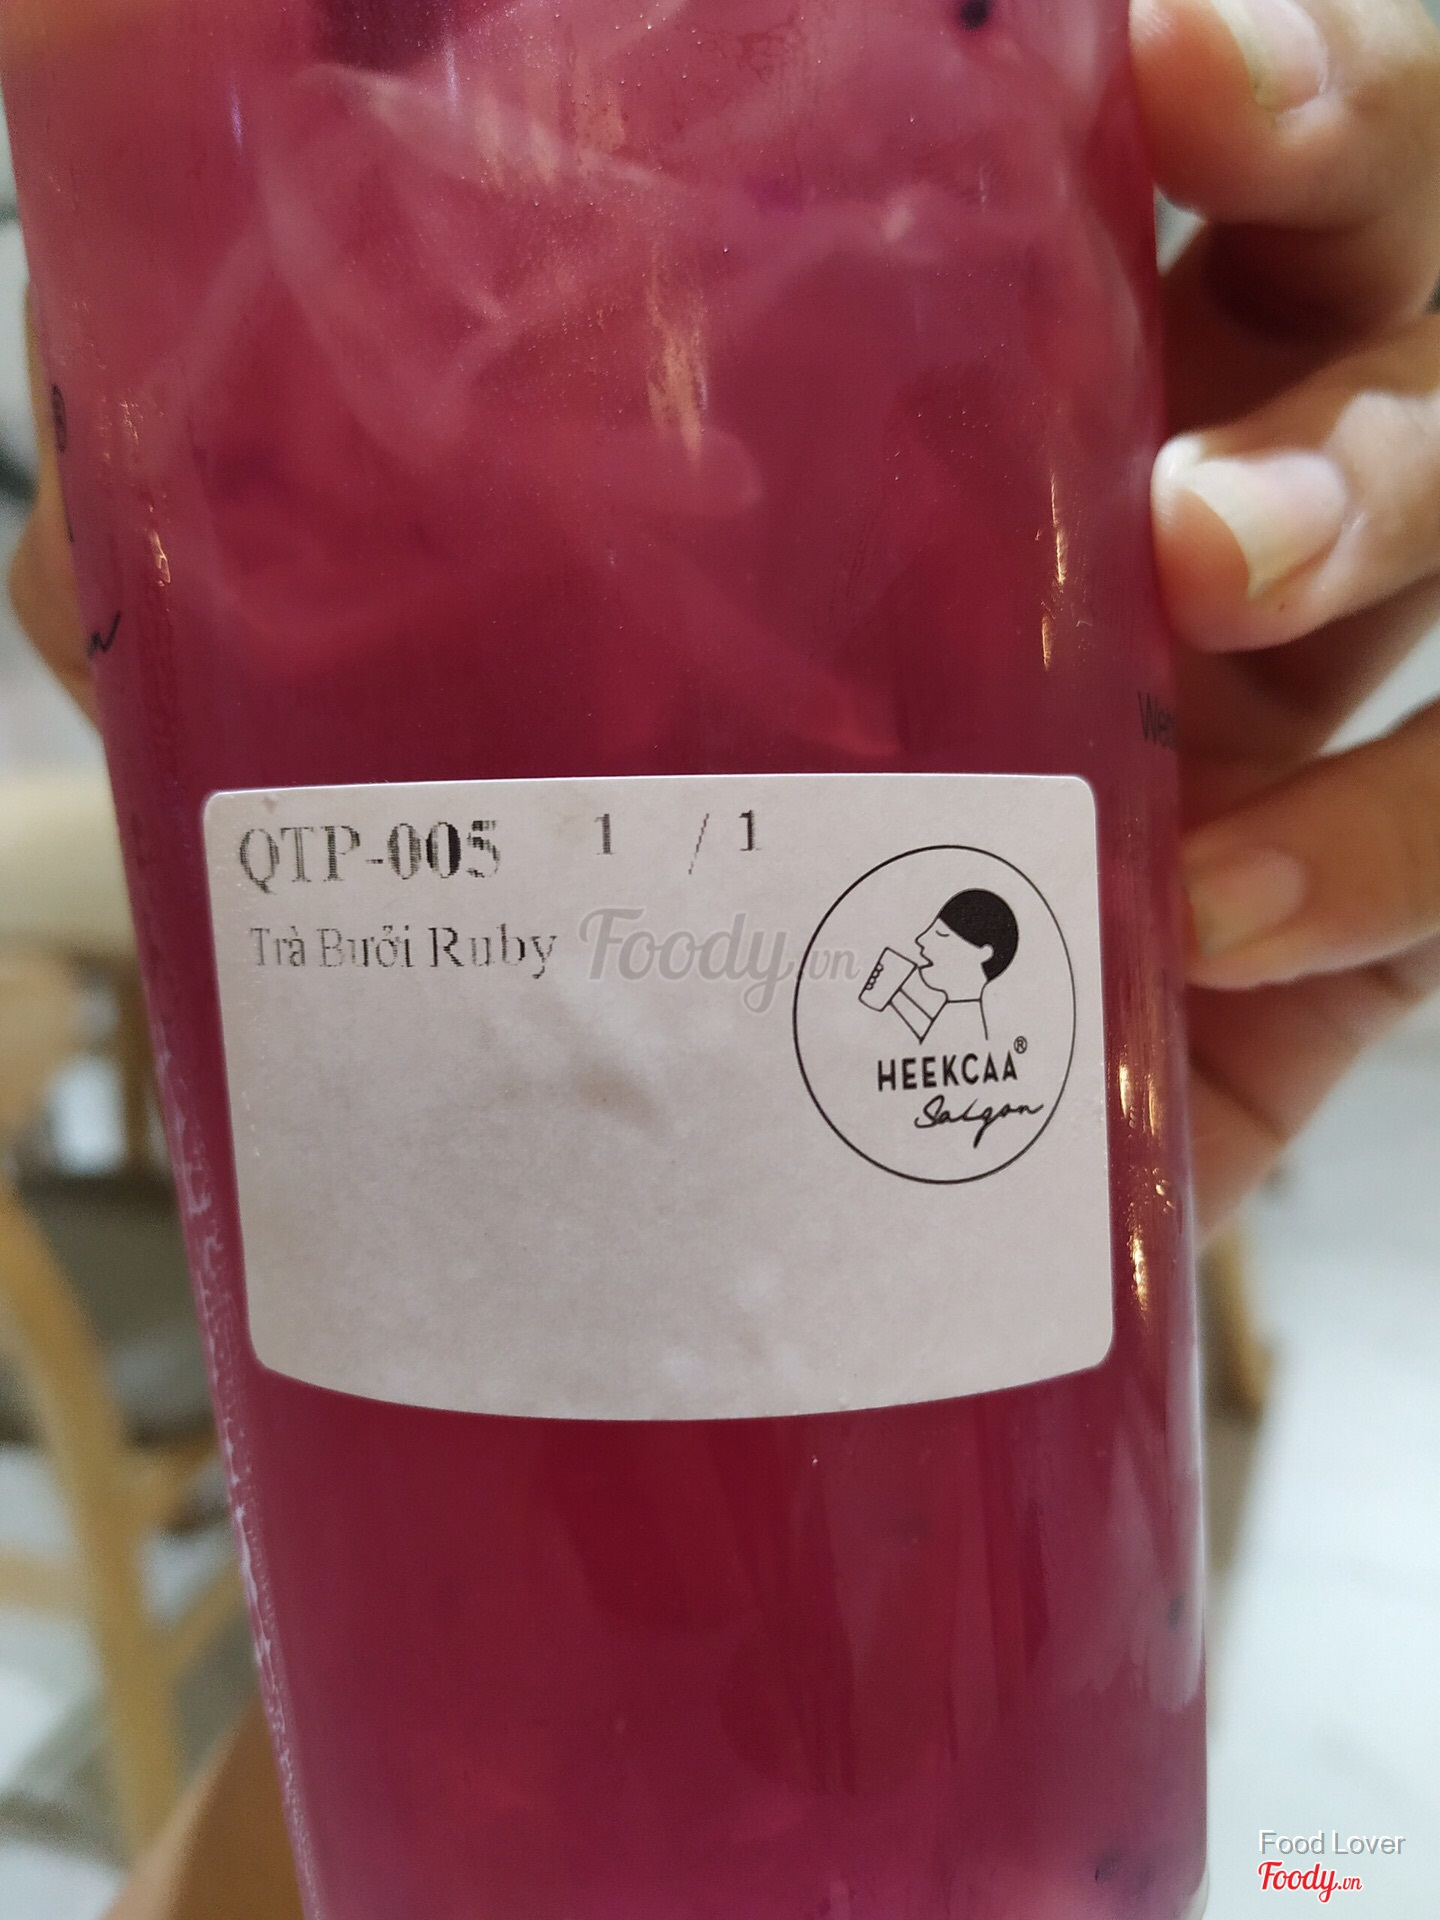 QTP-005 1 / 1
Trà Bưởi Ruby
Foody.vn
HEEKCAA®
Saigon
Food Lover
Foody.vn